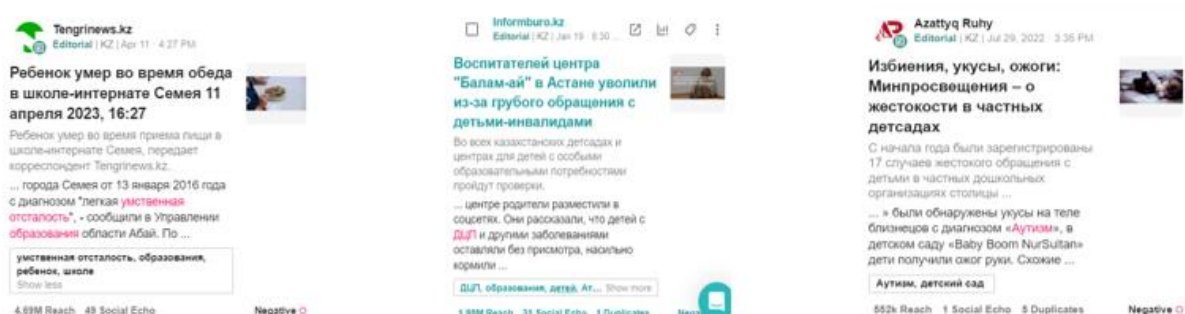 Tengrinews.kz
Editorial | KZ | Apr 11 · 4:27 PM
Ребенок умер во время обеда
в школе-интернате Семея 11
апреля 2023, 16:27
Ребенок умер во время приема пищи в
школе-интернате Семея, передает
корреспондент Tengrinews.kz.
... города Семея от 13 января 2016 года
с диагнозом "легкая умственная
отсталость", - сообщили в Управлении
образования области Абай. По ...
умственная отсталость, образования,
ребенок, школе
Show less
4.69M Reach 49 Social Echo Negative
Informburo.kz
Editorial | KZ | Jan 19 · 6:30 ...
Воспитателей центра
"Балам-ай" в Астане уволили
из-за грубого обращения с
детьми-инвалидами
Во всех казахстанских детсадах и
центрах для детей с особыми
образовательными потребностями
пройдут проверки.
... центре родители разместили в
соцсетях. Они рассказали, что детей с
ДЦП и другими заболеваниями
оставляли без присмотра, насильно
кормили ...
ДЦП, образования, детей, Ат... Show more
1.98M Reach 31 Social Echo 1 Duplicates
Azattyq Ruhy
Editorial | KZ | Jul 29, 2022 · 3:35 PM
Избиения, укусы, ожоги:
Минпросвещения – о
жестокости в частных
детсадах
С начала года были зарегистрированы
17 случаев жестокого обращения с
детьми в частных дошкольных
организациях столицы ...
... » были обнаружены укусы на теле
близнецов с диагнозом «Аутизм», в
детском саду «Baby Boom NurSultan»
дети получили ожог руки. Схожие ...
Аутизм, детский сад
552k Reach 1 Social Echo 5 Duplicates Negative